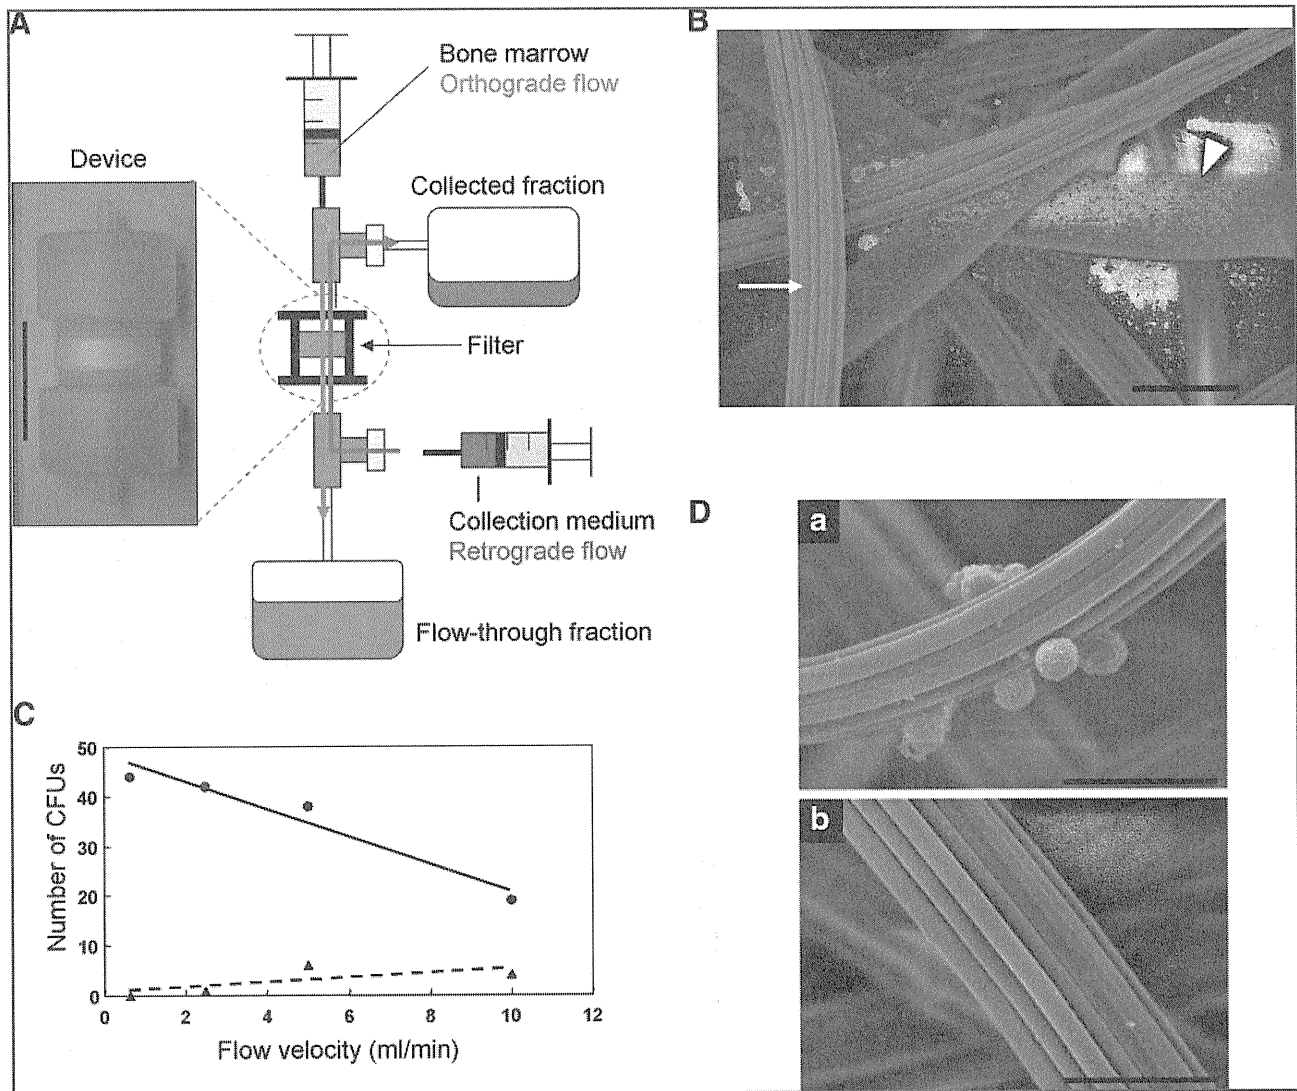 A
Bone marrow
Orthograde flow
Device
Collected fraction
Filter
Collection medium
Retrograde flow
Flow-through fraction
B
C
Number of CFUs
50
40
30
20
10
0
0
2
4
6
8
10
12
Flow velocity (ml/min)
D
a
b